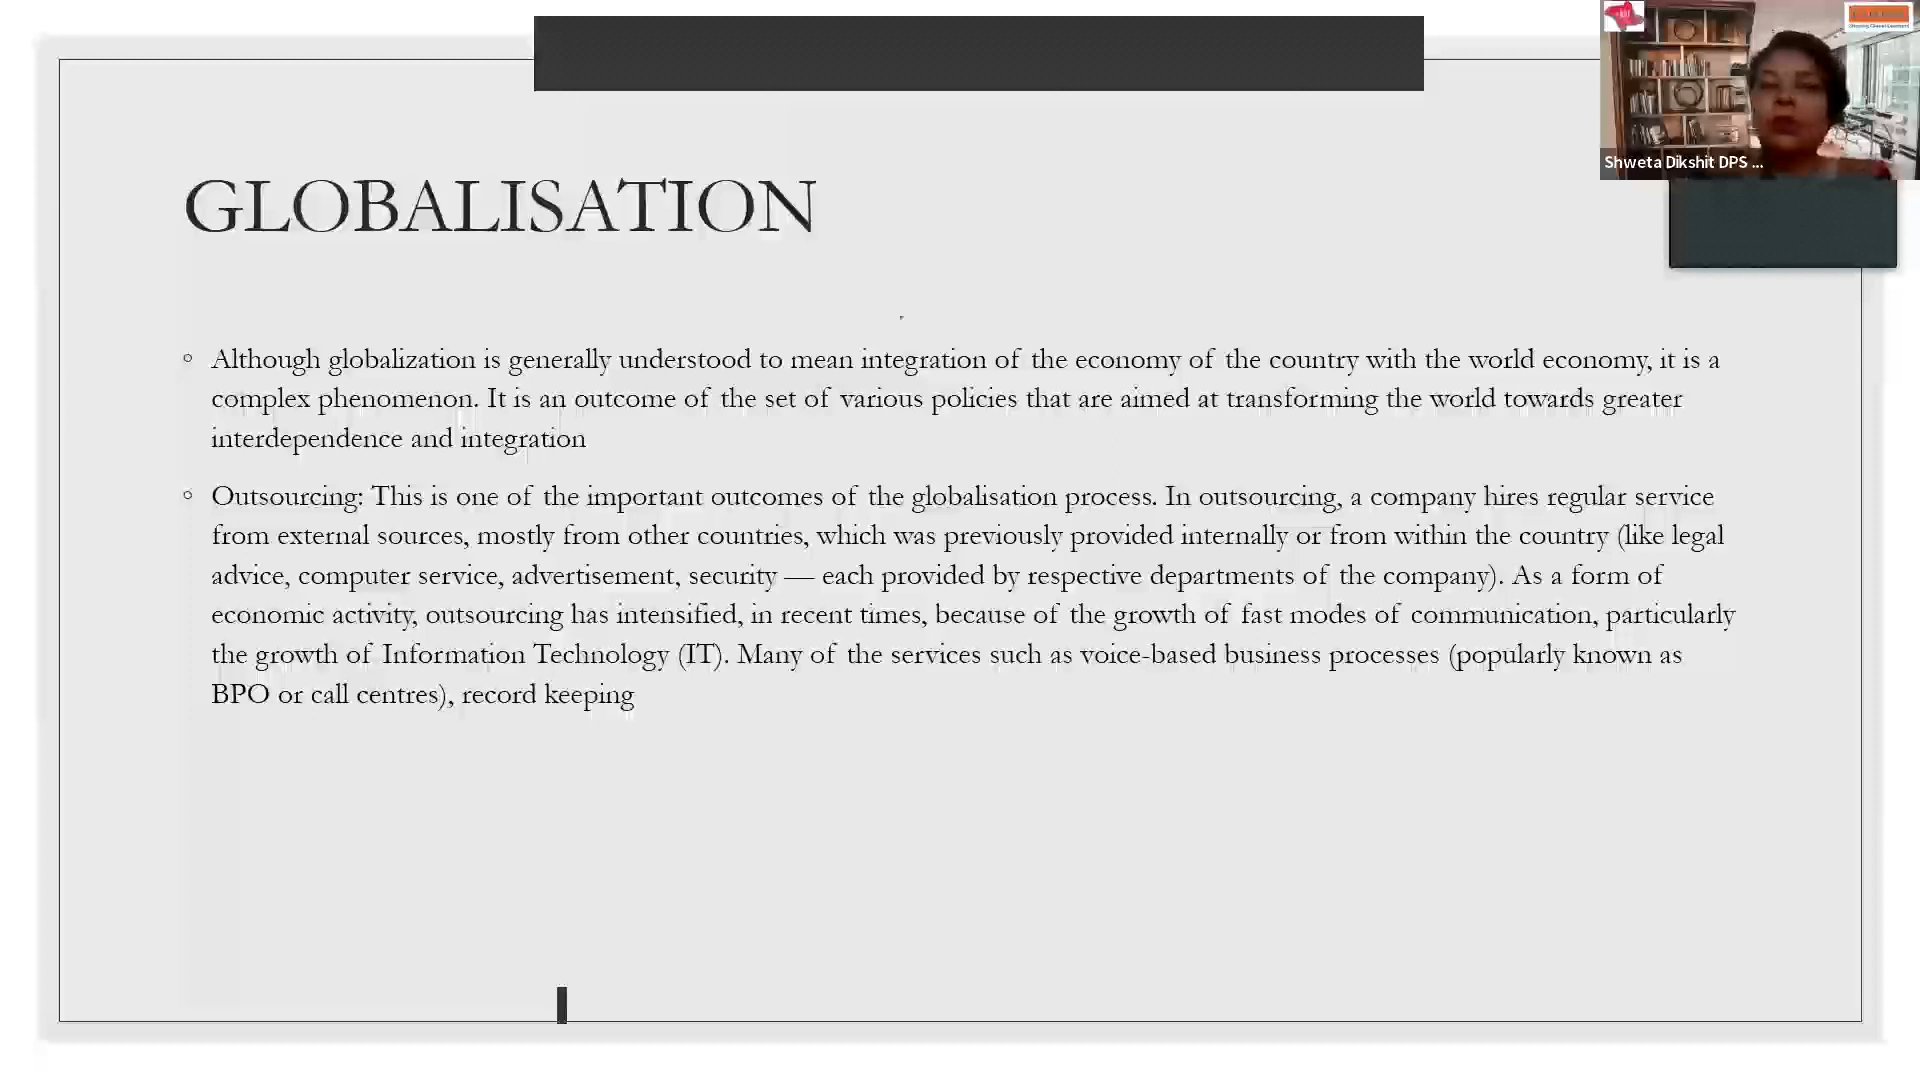 Shweta Dikshit DPS ...
GLOBALISATION
Although globalization is generally understood to mean integration of the economy of the country with the world economy, it is a
complex phenomenon. It is an outcome of the set of various policies that are aimed at transforming the world towards greater
interdependence and integration
Outsourcing: This is one of the important outcomes of the globalisation process. In outsourcing, a company hires regular service
from external sources, mostly from other countries, which was previously provided internally or from within the country (like legal
advice, computer service, advertisement, security — each provided by respective departments of the company). As a form of
economic activity, outsourcing has intensified, in recent times, because of the growth of fast modes of communication, particularly
the growth of Information Technology (IT). Many of the services such as voice-based business processes (popularly known as
BPO or call centres), record keeping